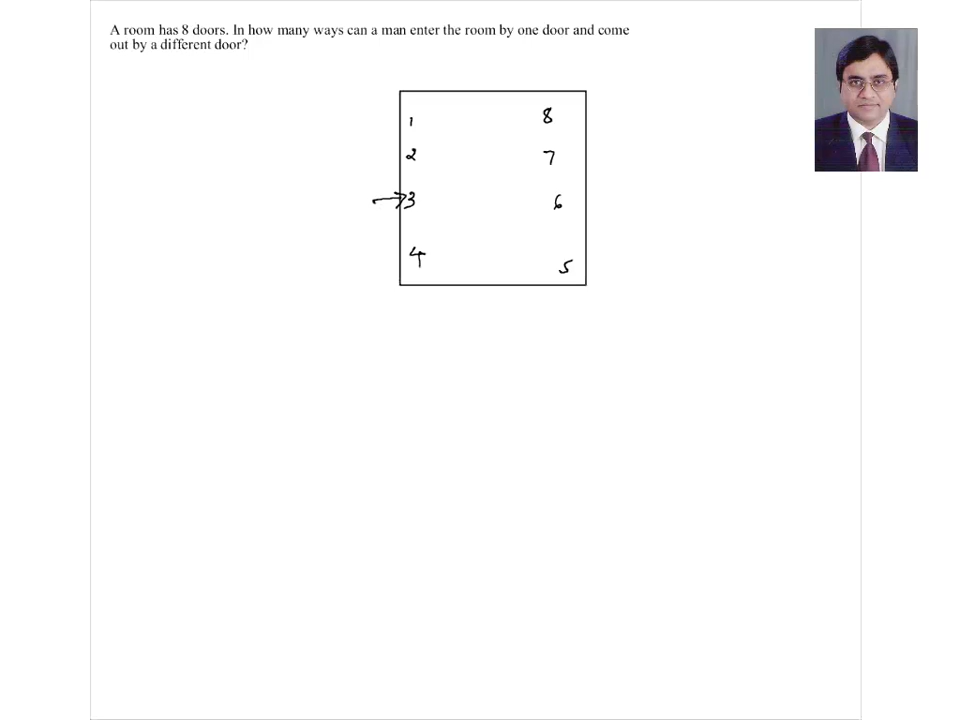 A room has 8 doors. In how many ways can a man enter the room by one door and come
out by a different door?
1 8
2 7
→3 6
4 5